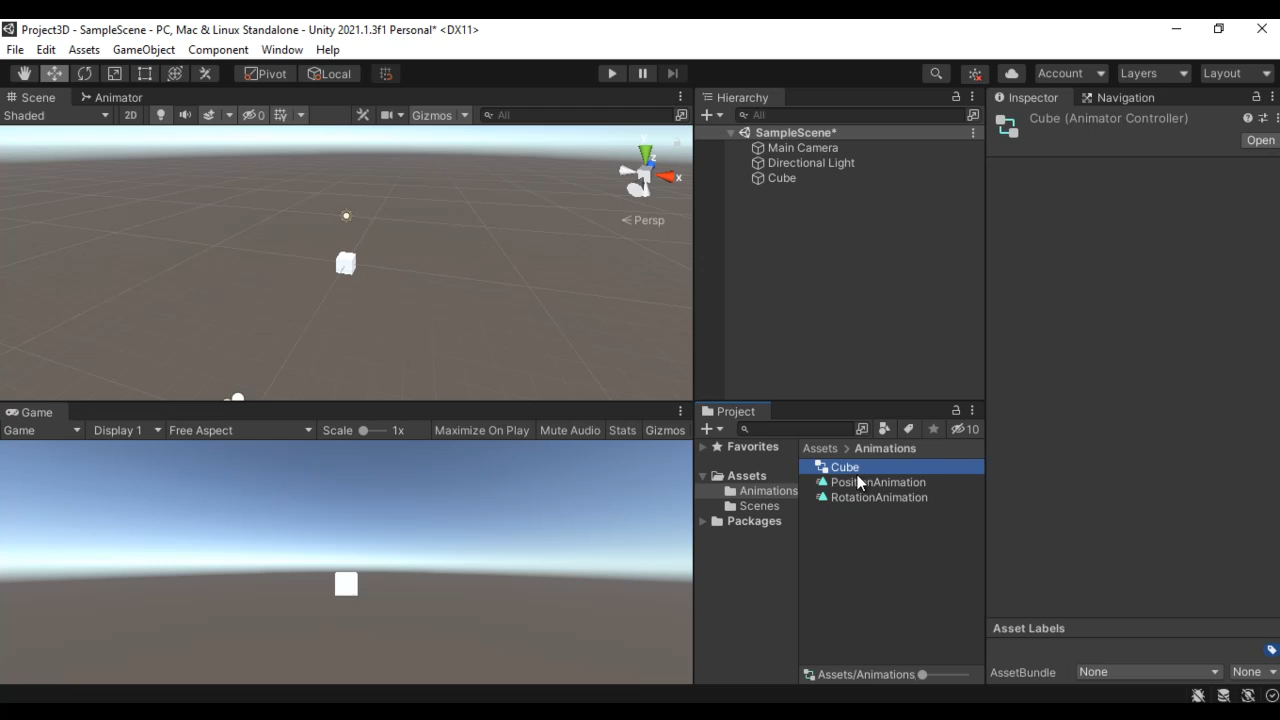 Project3D - SampleScene - PC, Mac & Linux Standalone - Unity 2021.1.3f1 Personal* <DX11>
File Edit Assets GameObject Component Window Help
Pivot Local Account Layers Layout
Scene Animator
Shaded 2D 0 Gizmos All
Y
Z
X
Persp
Hierarchy
All
SampleScene*
Main Camera
Directional Light
Cube
Inspector Navigation
Cube (Animator Controller)
Open
Game
Game Display 1 Free Aspect Scale 1x Maximize On Play Mute Audio Stats Gizmos
Project
10
Favorites
Assets
Animations
Scenes
Packages
Assets > Animations
Cube
PositionAnimation
RotationAnimation
Assets/Animations
Asset Labels
AssetBundle None None